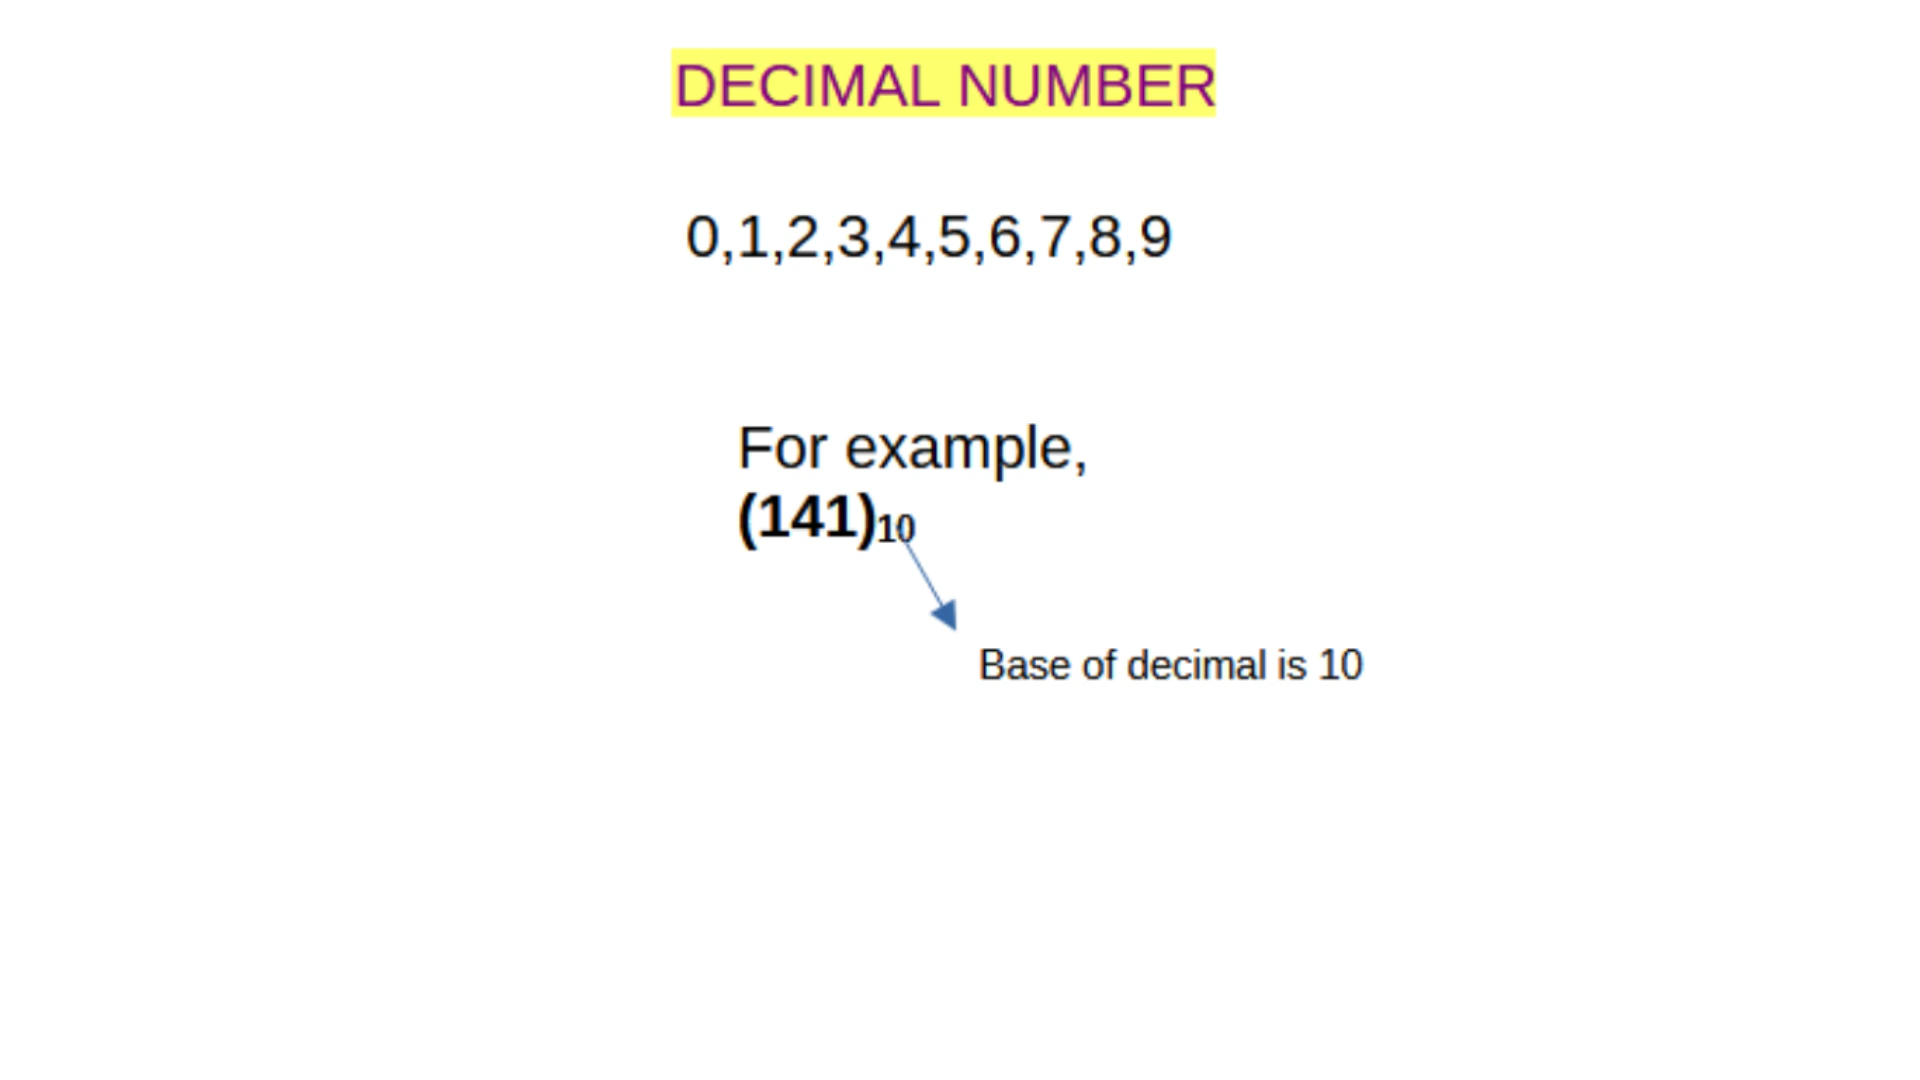 DECIMAL NUMBER
0,1,2,3,4,5,6,7,8,9
For example,
(141)10
Base of decimal is 10